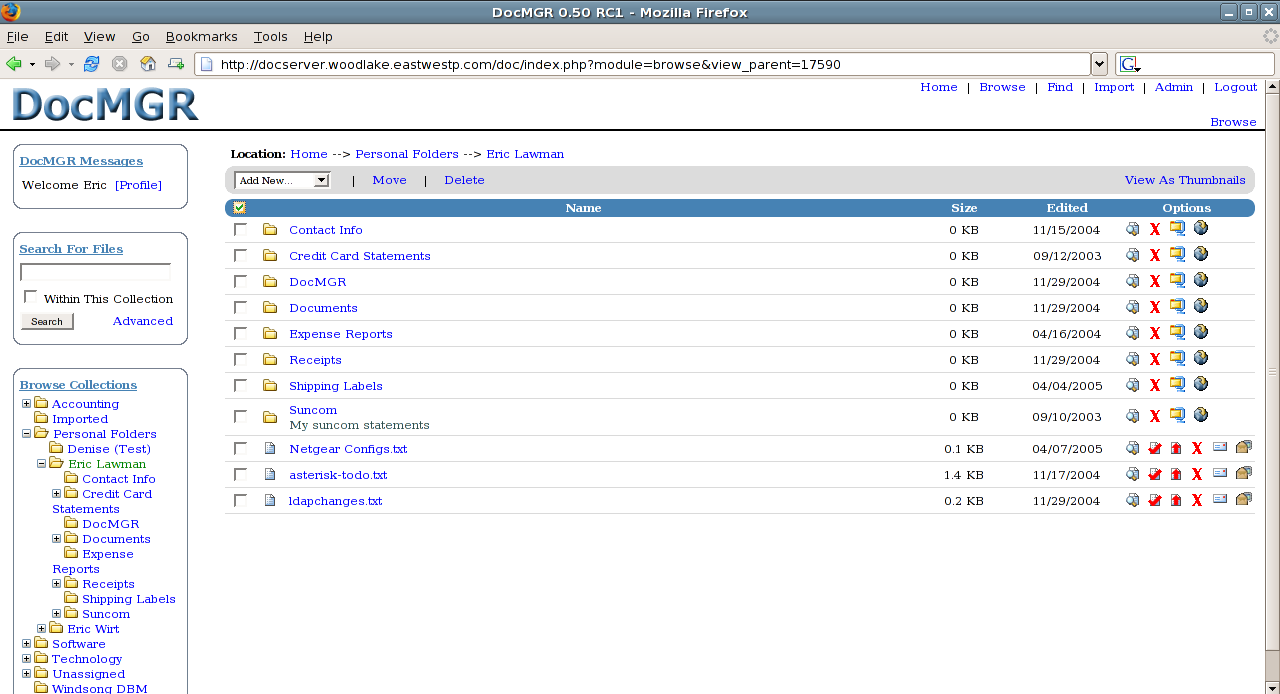 DocMGR 0.50 RC1 - Mozilla Firefox
File Edit View Go Bookmarks Tools Help
http://docserver.woodlake.eastwestp.com/doc/index.php?module=browse&view_parent=17590
G
DocMGR
Home | Browse | Find | Import | Admin | Logout
Browse
DocMGR Messages
Welcome Eric [Profile]
Search For Files
Within This Collection
Search Advanced
Browse Collections
Accounting
Imported
Personal Folders
Denise (Test)
Eric Lawman
Contact Info
Credit Card
Statements
DocMGR
Documents
Expense
Reports
Receipts
Shipping Labels
Suncom
Eric Wirt
Software
Technology
Unassigned
Windsong DBM
Location: Home --> Personal Folders --> Eric Lawman
Add New... | Move | Delete View As Thumbnails
Name Size Edited Options
Contact Info 0 KB 11/15/2004
Credit Card Statements 0 KB 09/12/2003
DocMGR 0 KB 11/29/2004
Documents 0 KB 11/29/2004
Expense Reports 0 KB 04/16/2004
Receipts 0 KB 11/29/2004
Shipping Labels 0 KB 04/04/2005
Suncom 0 KB 09/10/2003
My suncom statements
Netgear Configs.txt 0.1 KB 04/07/2005
asterisk-todo.txt 1.4 KB 11/17/2004
ldapchanges.txt 0.2 KB 11/29/2004